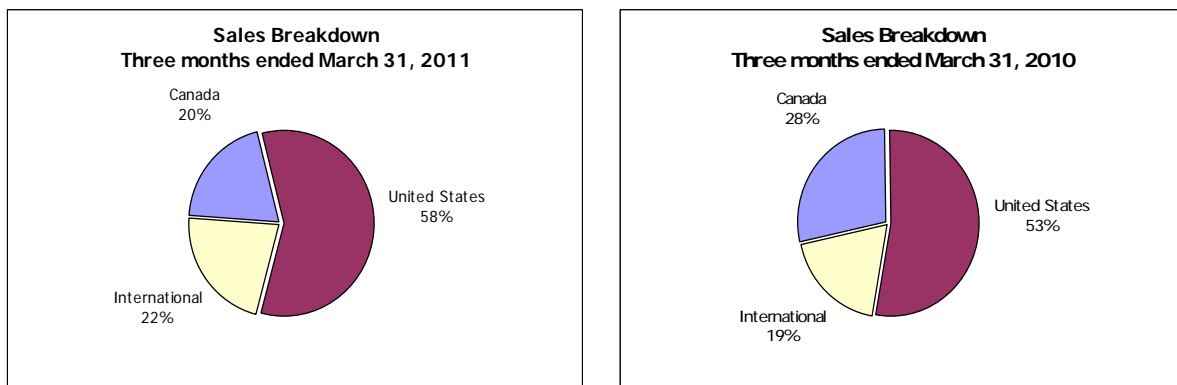 Sales Breakdown
Three months ended March 31, 2011
Canada
20%
United States
58%
International
22%
Sales Breakdown
Three months ended March 31, 2010
Canada
28%
United States
53%
International
19%